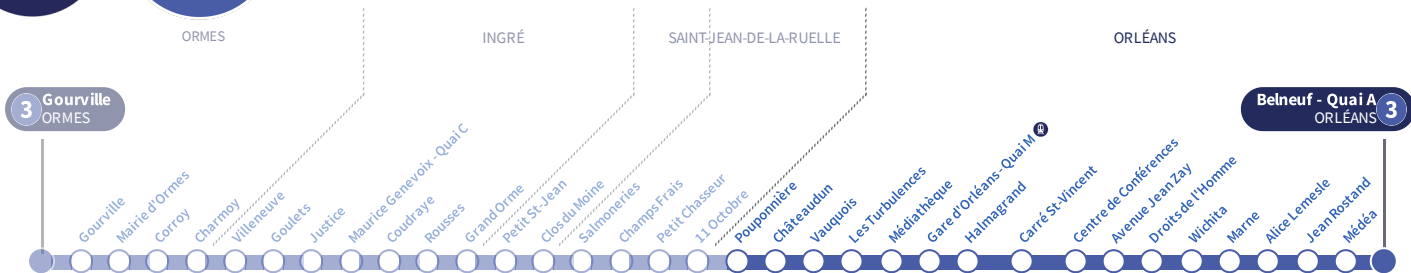 ORMES
INGRÉ
SAINT-JEAN-DE-LA-RUELLE
ORLÉANS
3
Gourville
ORMES
Belneuf - Quai A
ORLÉANS
3
Gourville
Mairie d'Ormes
Corroy
Charmoy
Villeneuve
Goulets
Justice
Maurice Genevoix - Quai C
Coudraye
Rousses
Grand Orme
Petit St-Jean
Clos du Moine
Salmoneries
Champs Frais
Petit Chasseur
11 Octobre
Pouponnière
Châteaudun
Vauquois
Les Turbulences
Médiathèque
Gare d'Orléans - Quai M
Halmagrand
Carré St-Vincent
Centre de Conférences
Avenue Jean Zay
Droits de l'Homme
Wichita
Marne
Alice Lemesle
Jean Rostand
Médéa